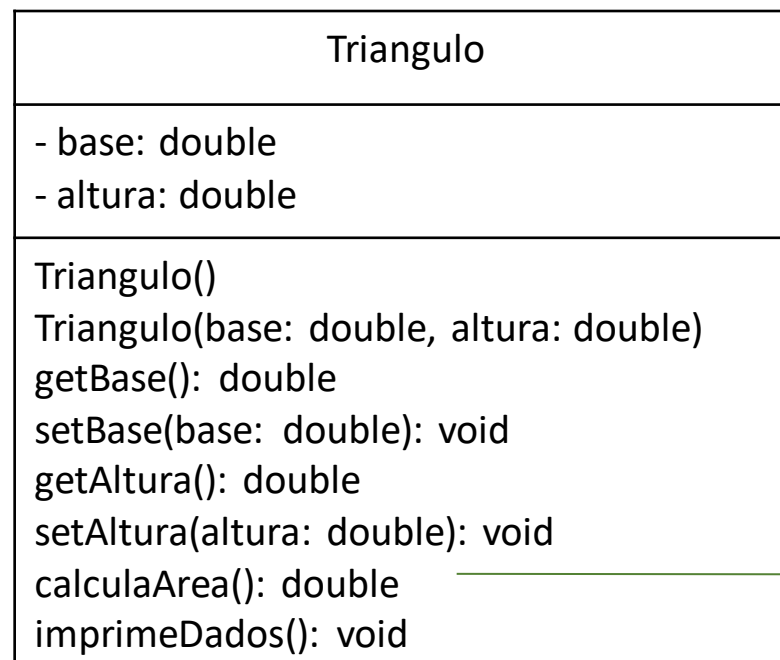 Triangulo
- base: double
- altura: double
Triangulo()
Triangulo(base: double, altura: double)
getBase(): double
setBase(base: double): void
getAltura(): double
setAltura(altura: double): void
calculaArea(): double
imprimeDados(): void